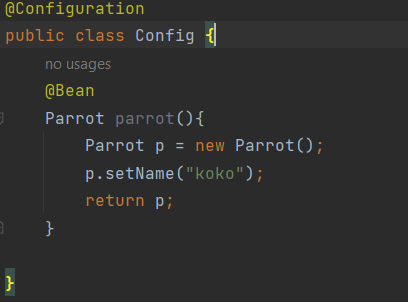 @Configuration
public class Config {
no usages
@Bean
Parrot parrot(){
Parrot p = new Parrot();
p.setName("koko");
return p;
}
}